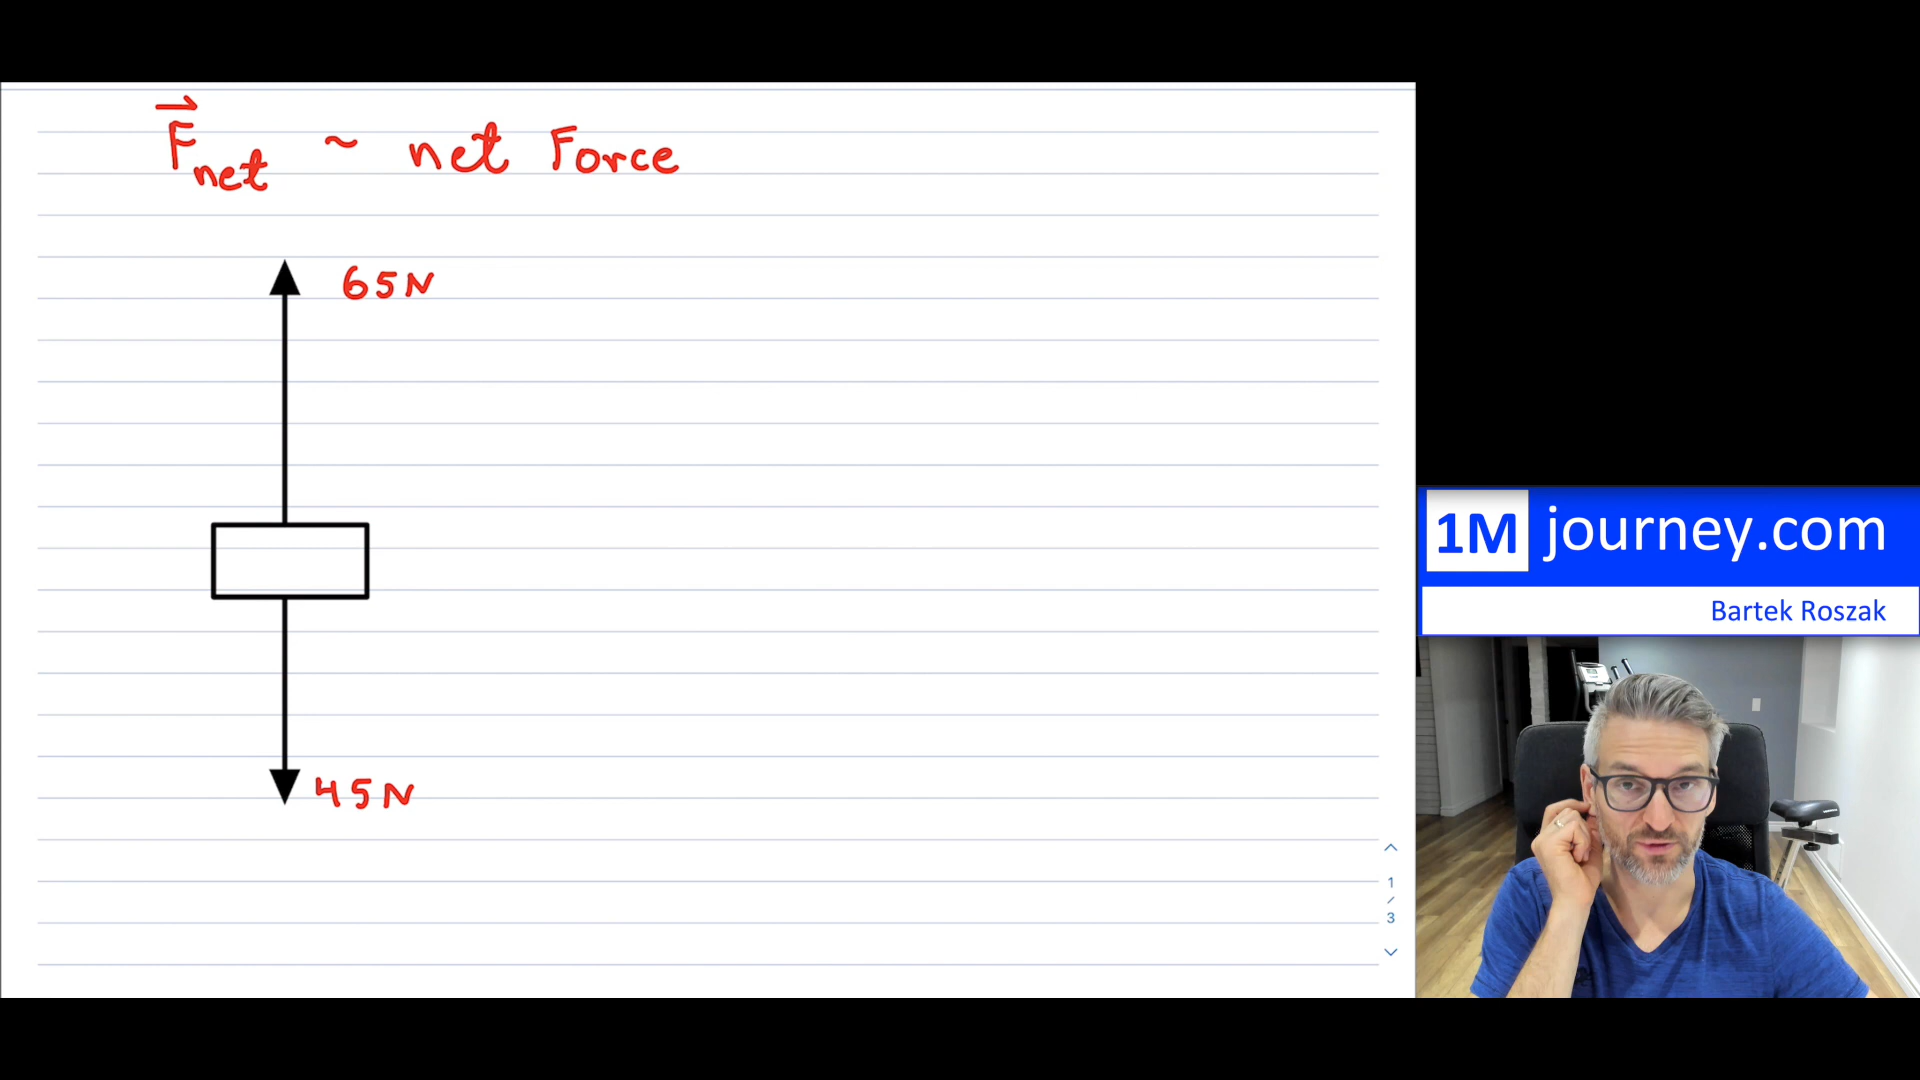 F net ~ net Force
65N
45N
1
/
3
1M journey.com
Bartek Roszak